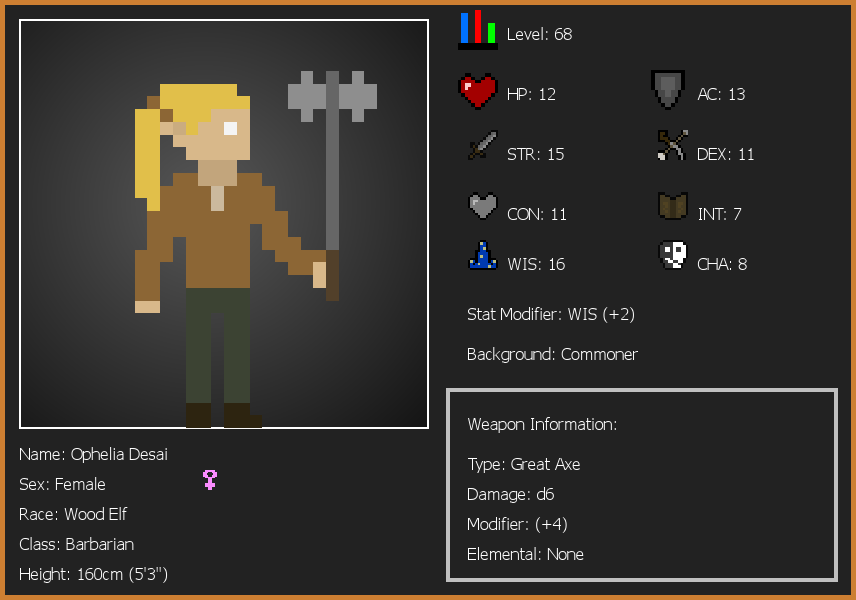 Level: 68
HP: 12
AC: 13
STR: 15
DEX: 11
CON: 11
INT: 7
WIS: 16
CHA: 8
Stat Modifier: WIS (+2)
Background: Commoner
Weapon Information:
Type: Great Axe
Damage: d6
Modifier: (+4)
Elemental: None
Name: Ophelia Desai
Sex: Female
Race: Wood Elf
Class: Barbarian
Height: 160cm (5'3")